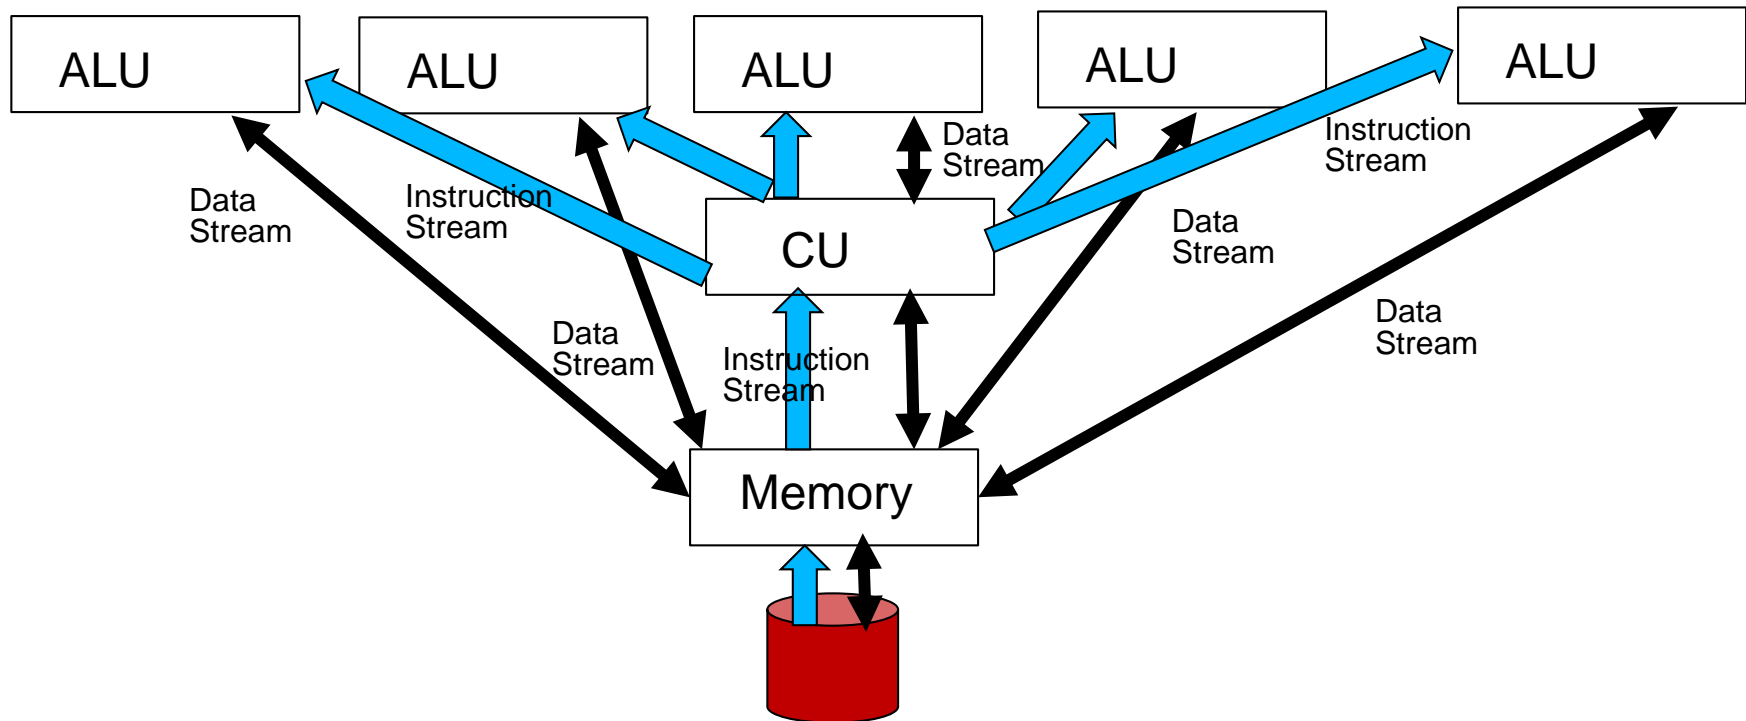 ALU
ALU
ALU
ALU
ALU
Data
Stream
Instruction
Stream
Data
Stream
Instruction
Stream
Data
Stream
CU
Data
Stream
Data
Stream
Instruction
Stream
Memory